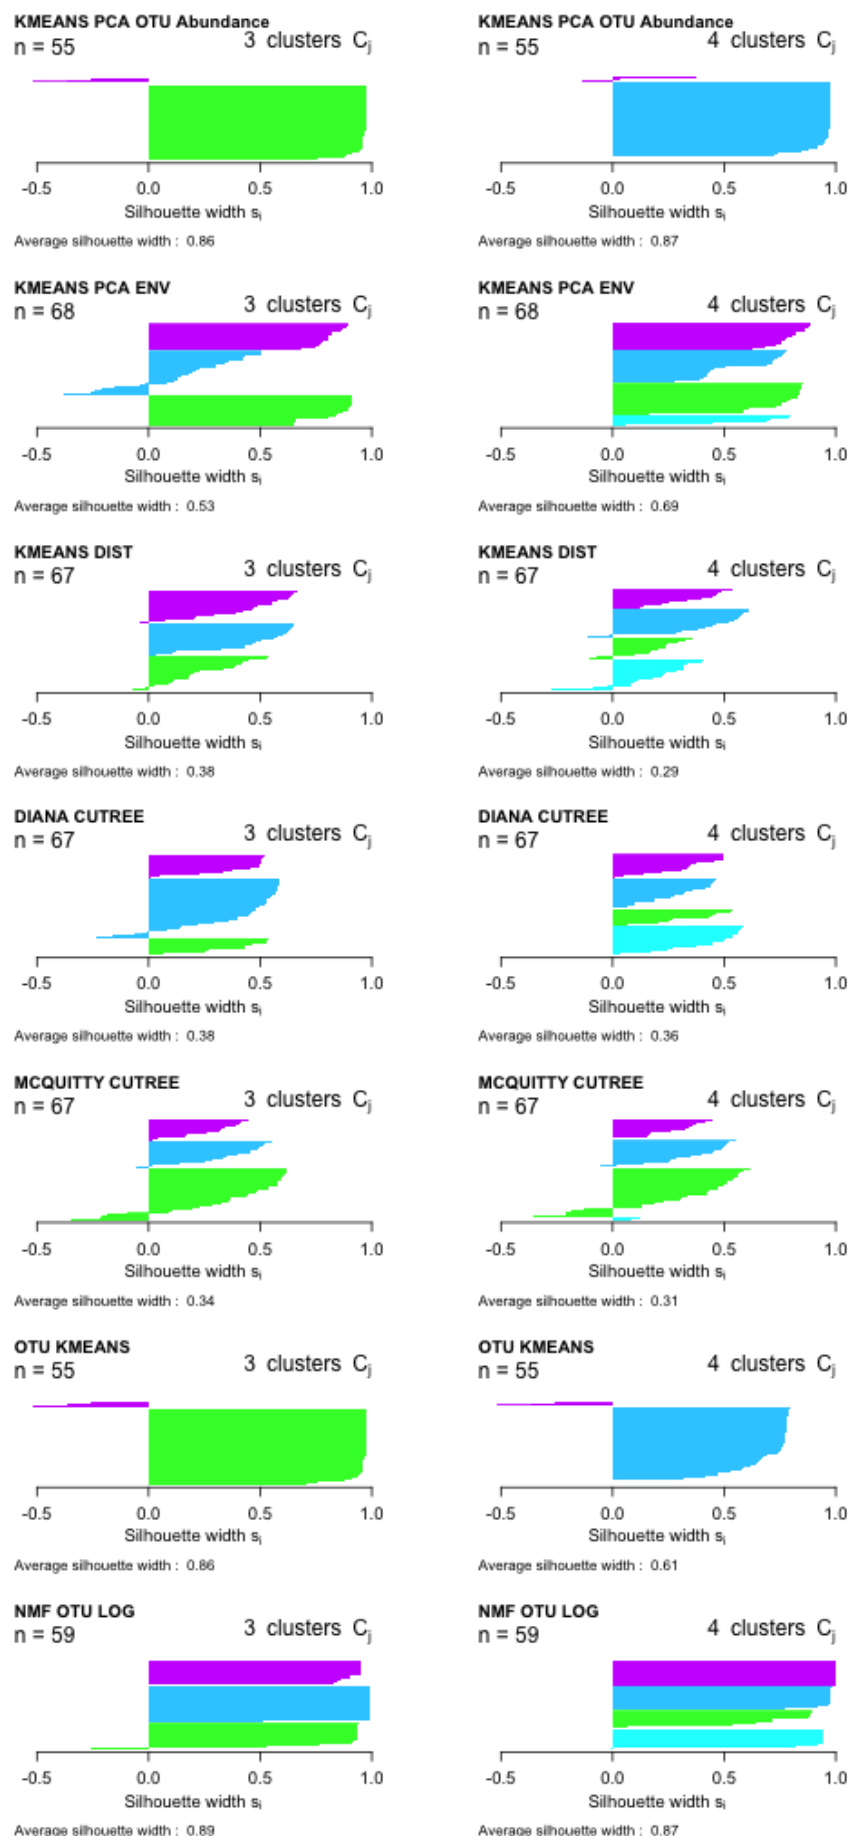 KMEANS PCA OTU Abundance
n = 55
3 clusters Cj
-0.5 0.0 0.5 1.0
Silhouette width si
Average silhouette width : 0.86
KMEANS PCA OTU Abundance
n = 55
4 clusters Cj
-0.5 0.0 0.5 1.0
Silhouette width si
Average silhouette width : 0.87
KMEANS PCA ENV
n = 68
3 clusters Cj
-0.5 0.0 0.5 1.0
Silhouette width si
Average silhouette width : 0.53
KMEANS PCA ENV
n = 68
4 clusters Cj
-0.5 0.0 0.5 1.0
Silhouette width si
Average silhouette width : 0.69
KMEANS DIST
n = 67
3 clusters Cj
-0.5 0.0 0.5 1.0
Silhouette width si
Average silhouette width : 0.38
KMEANS DIST
n = 67
4 clusters Cj
-0.5 0.0 0.5 1.0
Silhouette width si
Average silhouette width : 0.29
DIANA CUTREE
n = 67
3 clusters Cj
-0.5 0.0 0.5 1.0
Silhouette width si
Average silhouette width : 0.38
DIANA CUTREE
n = 67
4 clusters Cj
-0.5 0.0 0.5 1.0
Silhouette width si
Average silhouette width : 0.36
MCQUITTY CUTREE
n = 67
3 clusters Cj
-0.5 0.0 0.5 1.0
Silhouette width si
Average silhouette width : 0.34
MCQUITTY CUTREE
n = 67
4 clusters Cj
-0.5 0.0 0.5 1.0
Silhouette width si
Average silhouette width : 0.31
OTU KMEANS
n = 55
3 clusters Cj
-0.5 0.0 0.5 1.0
Silhouette width si
Average silhouette width : 0.86
OTU KMEANS
n = 55
4 clusters Cj
-0.5 0.0 0.5 1.0
Silhouette width si
Average silhouette width : 0.61
NMF OTU LOG
n = 59
3 clusters Cj
-0.5 0.0 0.5 1.0
Silhouette width si
Average silhouette width : 0.89
NMF OTU LOG
n = 59
4 clusters Cj
-0.5 0.0 0.5 1.0
Silhouette width si
Average silhouette width : 0.87